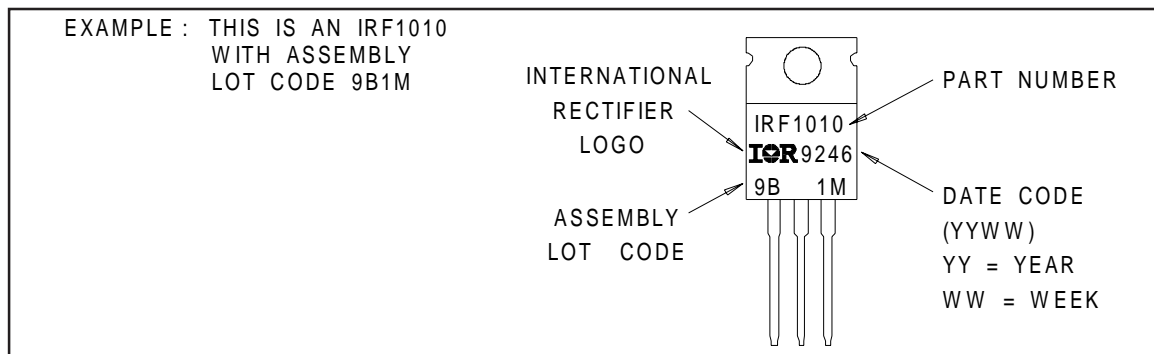 EXAMPLE : THIS IS AN IRF1010
WITH ASSEMBLY
LOT CODE 9B1M
INTERNATIONAL
RECTIFIER
LOGO
PART NUMBER
IRF1010
IOR 9246
9B 1M
ASSEMBLY
LOT CODE
DATE CODE
(YYWW)
YY = YEAR
WW = WEEK